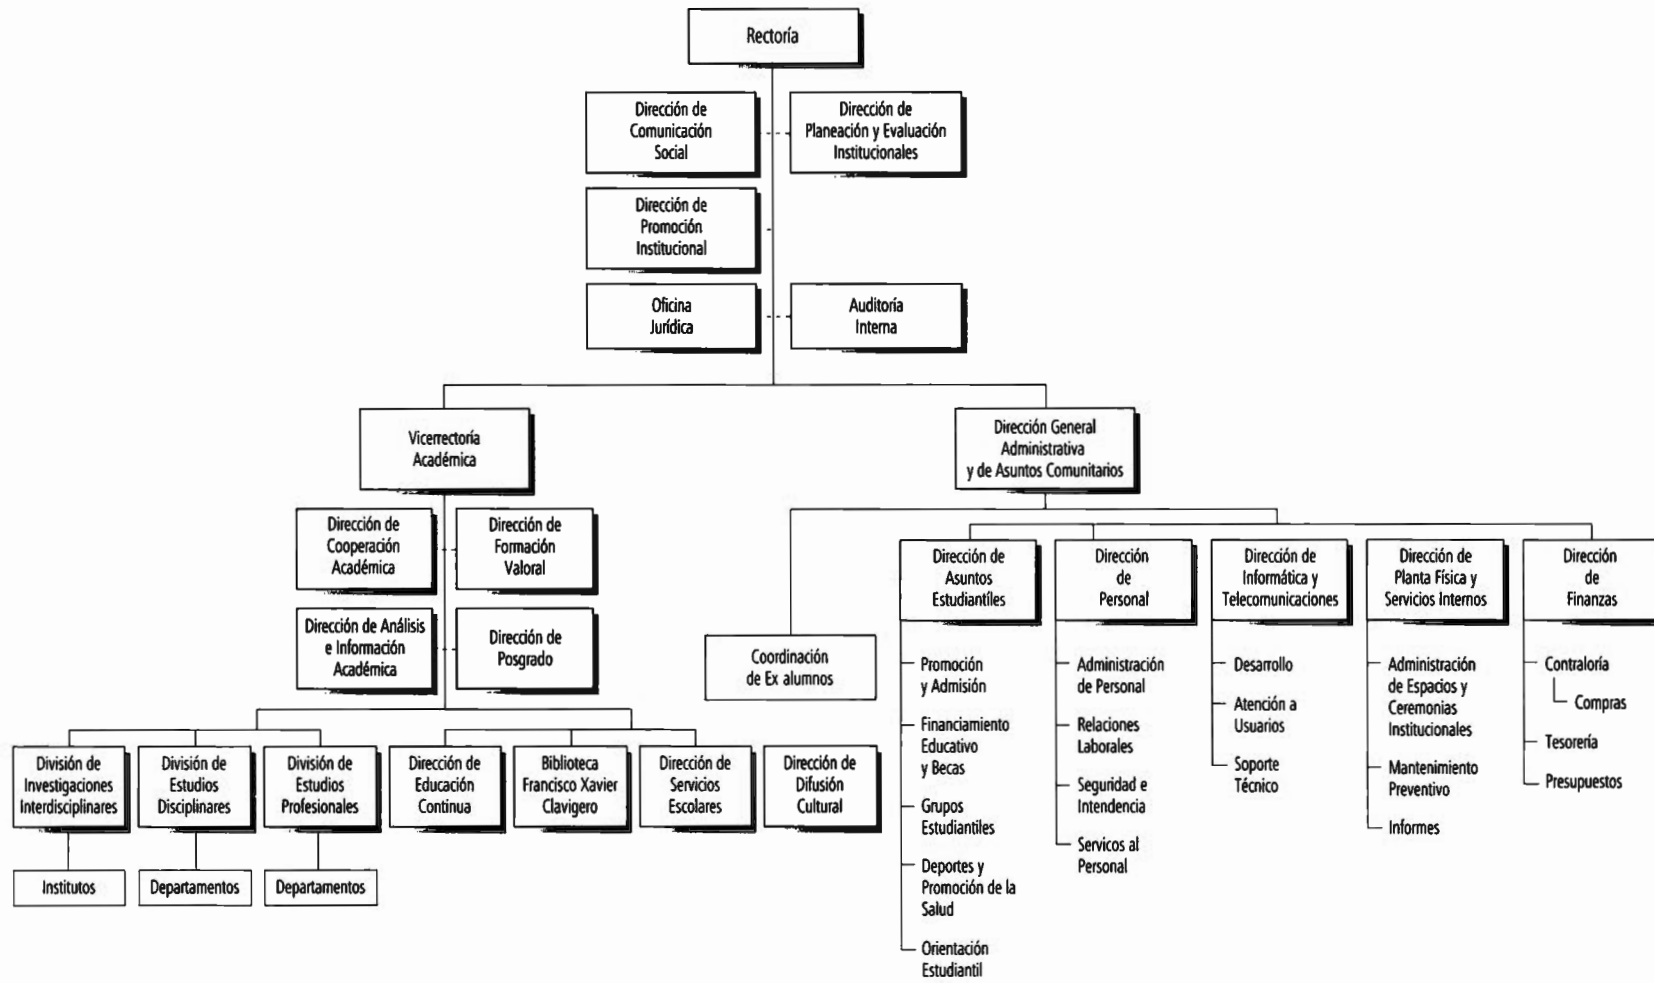 Rectoría
Dirección de
Comunicación
Social
Dirección de
Planeación y Evaluación
Institucionales
Dirección de
Promoción
Institucional
Oficina
Jurídica
Auditoría
Interna
Vicerrectoría
Académica
Dirección General
Administrativa
y de Asuntos Comunitarios
Dirección de
Cooperación
Académica
Dirección de
Formación
Valoral
Dirección de Análisis
e Información
Académica
Dirección de
Posgrado
División de
Investigaciones
Interdisciplinares
División de
Estudios
Disciplinares
División de
Estudios
Profesionales
Dirección de
Educación
Continua
Biblioteca
Francisco Xavier
Clavigero
Dirección de
Servicios
Escolares
Dirección de
Difusión
Cultural
Institutos
Departamentos
Departamentos
Coordinación
de Ex alumnos
Dirección de
Asuntos
Estudiantíles
Promoción
y Admisión
Financiamiento
Educativo
y Becas
Grupos
Estudiantiles
Deportes y
Promoción de la
Salud
Orientación
Estudiantil
Dirección
de
Personal
Administración
de Personal
Relaciones
Laborales
Seguridad e
Intendencia
Servicos al
Personal
Dirección de
Informática y
Telecomunicaciones
Desarrollo
Atención a
Usuarios
Soporte
Técnico
Dirección de
Planta Física y
Servicios Internos
Administración
de Espacios y
Ceremonias
Institucionales
Mantenimiento
Preventivo
Informes
Dirección
de
Finanzas
Contraloría
Compras
Tesorería
Presupuestos